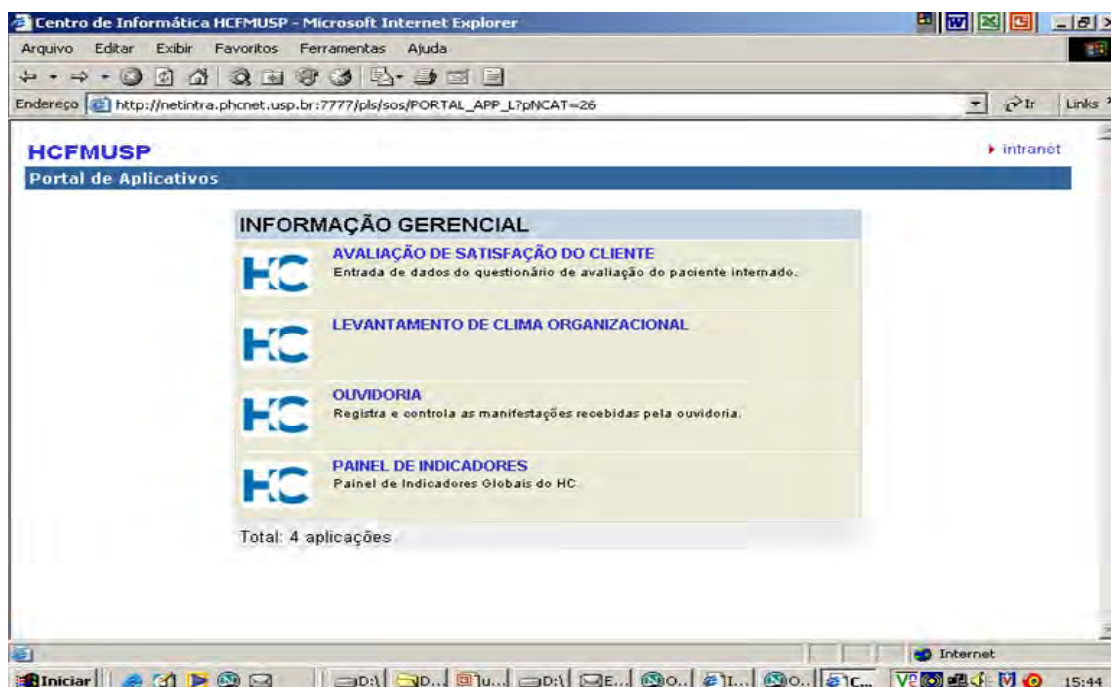 Centro de Informática HCFMUSP - Microsoft Internet Explorer
Arquivo Editar Exibir Favoritos Ferramentas Ajuda
Endereço http://netintra.phcnet.usp.br:7777/pls/sos/PORTAL_APP_L?pNCAT=26 Ir Links
HCFMUSP
intranet
Portal de Aplicativos
INFORMAÇÃO GERENCIAL
HC
AVALIAÇÃO DE SATISFAÇÃO DO CLIENTE
Entrada de dados do questionário de avaliação do paciente internado.
HC
LEVANTAMENTO DE CLIMA ORGANIZACIONAL
HC
OUVIDORIA
Registra e controla as manifestações recebidas pela ouvidoria.
HC
PAINEL DE INDICADORES
Painel de Indicadores Globais do HC
Total: 4 aplicações
Internet
Iniciar D:\ D... D:\ E... O... I... O... C... 15:44